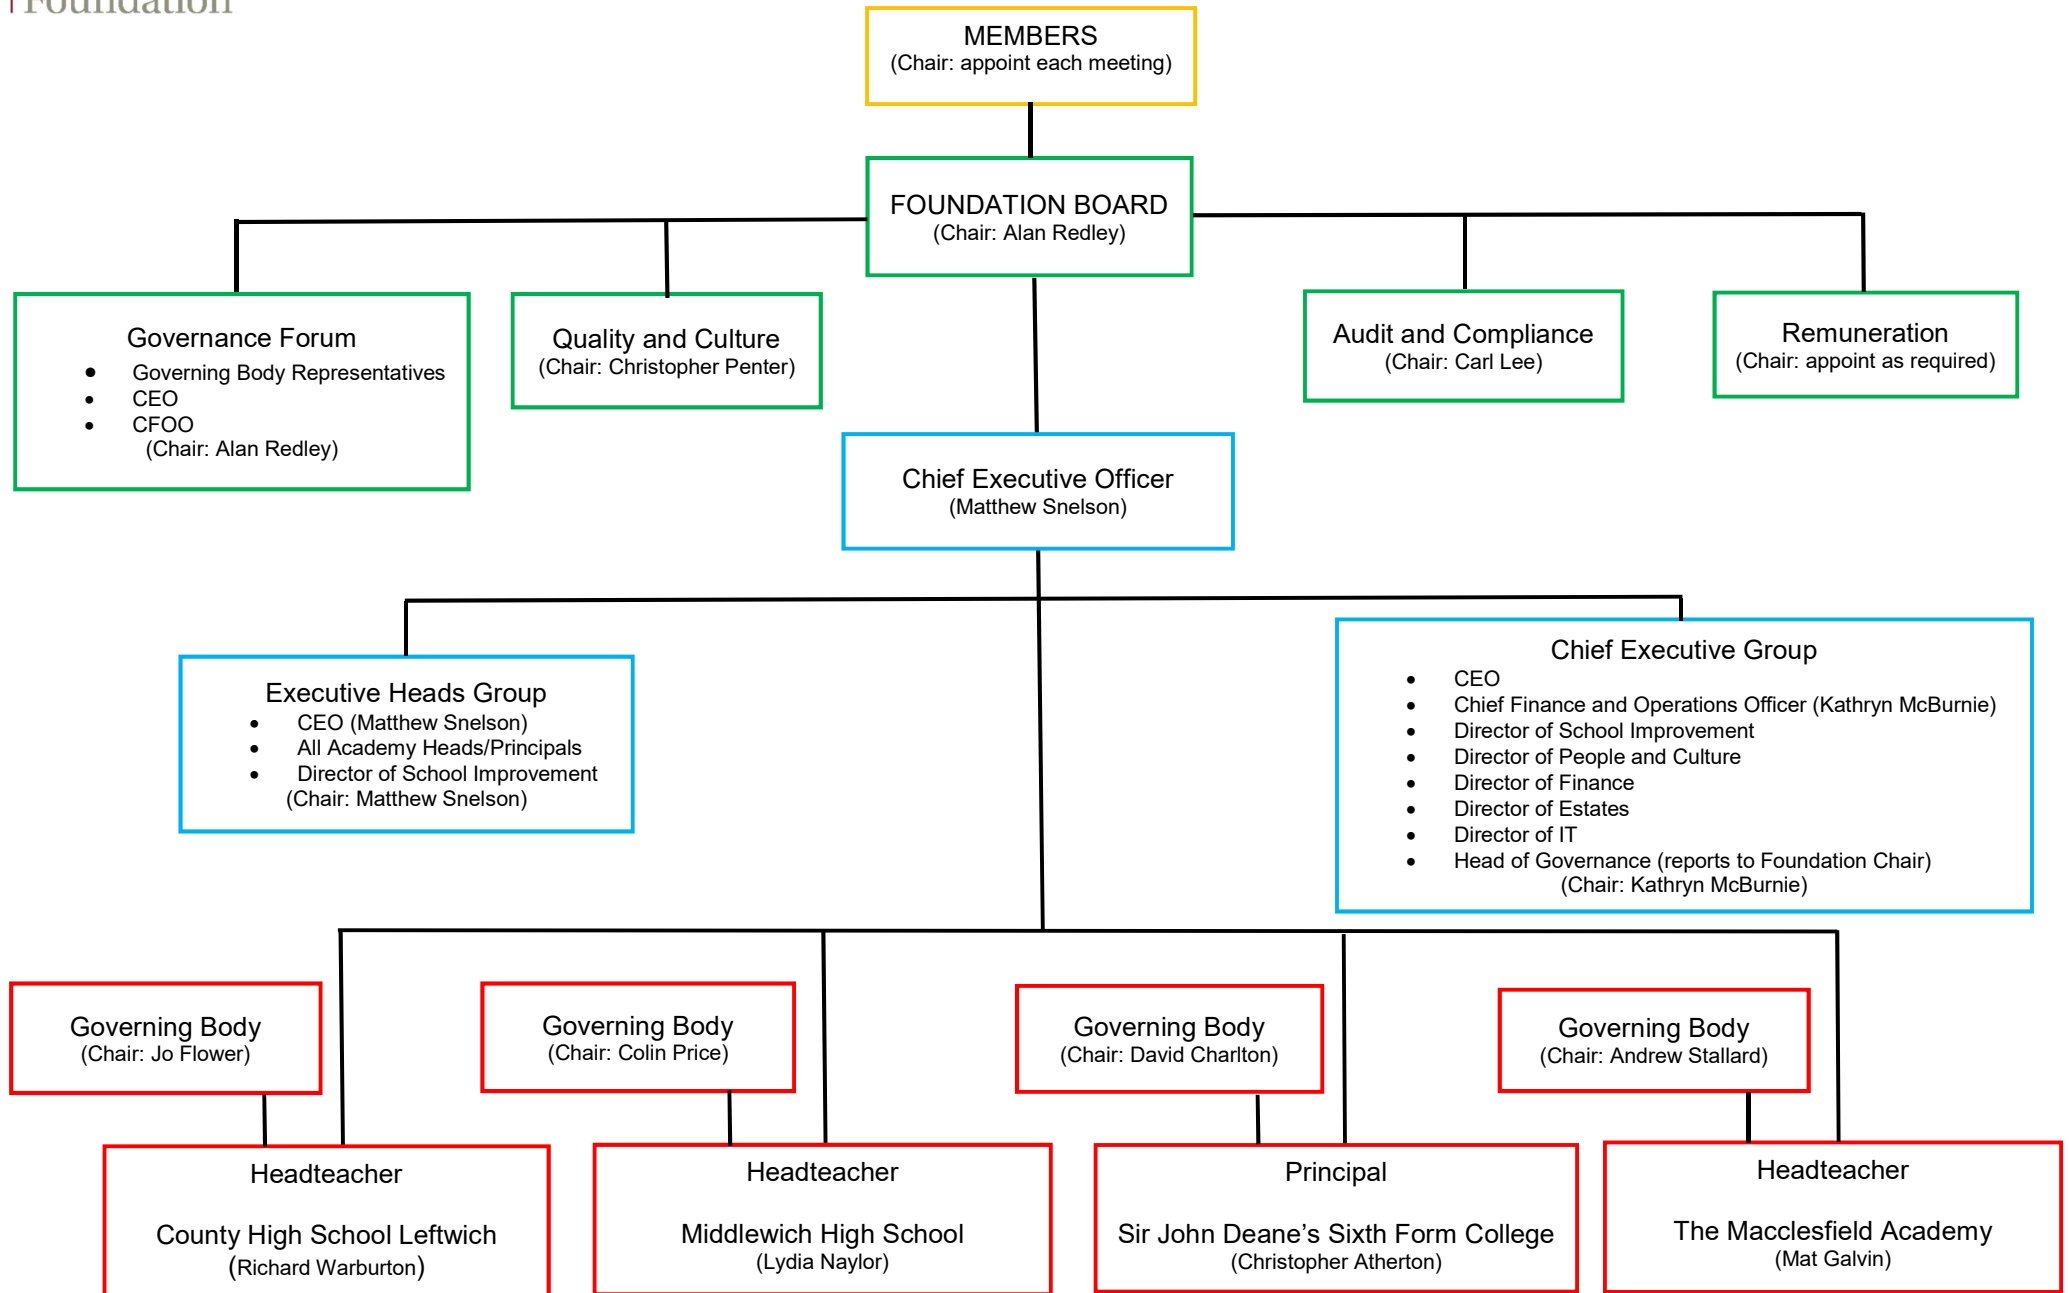 Foundation
MEMBERS
(Chair: appoint each meeting)
FOUNDATION BOARD
(Chair: Alan Redley)
Governance Forum
• Governing Body Representatives
• CEO
• CFOO
(Chair: Alan Redley)
Quality and Culture
(Chair: Christopher Penter)
Audit and Compliance
(Chair: Carl Lee)
Remuneration
(Chair: appoint as required)
Chief Executive Officer
(Matthew Snelson)
Executive Heads Group
• CEO (Matthew Snelson)
• All Academy Heads/Principals
• Director of School Improvement
(Chair: Matthew Snelson)
Chief Executive Group
• CEO
• Chief Finance and Operations Officer (Kathryn McBurnie)
• Director of School Improvement
• Director of People and Culture
• Director of Finance
• Director of Estates
• Director of IT
• Head of Governance (reports to Foundation Chair)
(Chair: Kathryn McBurnie)
Governing Body
(Chair: Jo Flower)
Governing Body
(Chair: Colin Price)
Governing Body
(Chair: David Charlton)
Governing Body
(Chair: Andrew Stallard)
Headteacher
County High School Leftwich
(Richard Warburton)
Headteacher
Middlewich High School
(Lydia Naylor)
Principal
Sir John Deane’s Sixth Form College
(Christopher Atherton)
Headteacher
The Macclesfield Academy
(Mat Galvin)